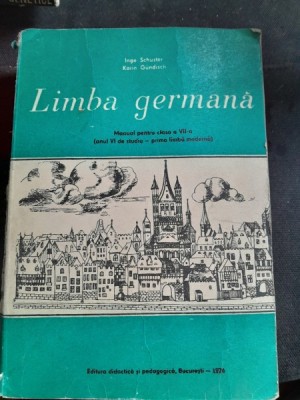 Inge Schuster
Karin Gündisch
Limba germană
Manual pentru clasa a VII-a
(anul VI de studiu – prima limbă modernă)
Editura didactică și pedagogică, București – 1976